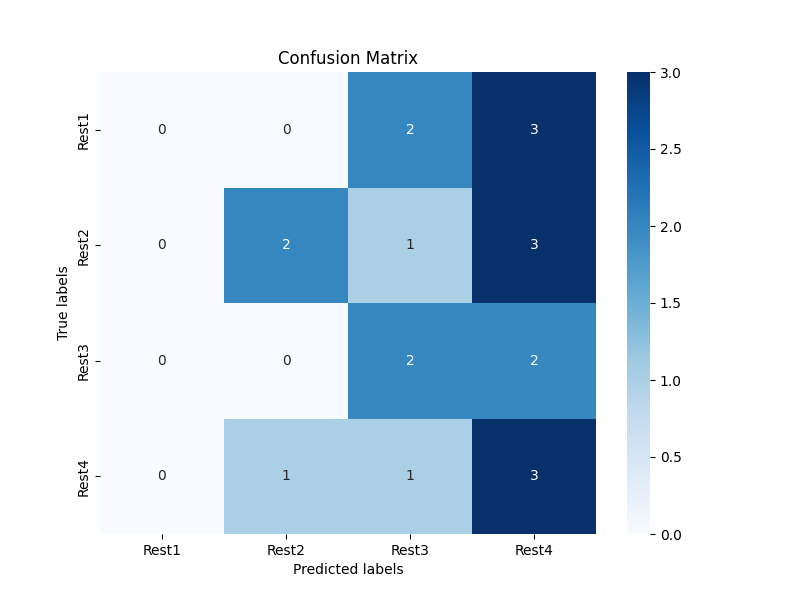 Confusion Matrix
True labels
Rest1 0 0 2 3
Rest2 0 2 1 3
Rest3 0 0 2 2
Rest4 0 1 1 3
Rest1 Rest2 Rest3 Rest4
Predicted labels
3.0
2.5
2.0
1.5
1.0
0.5
0.0